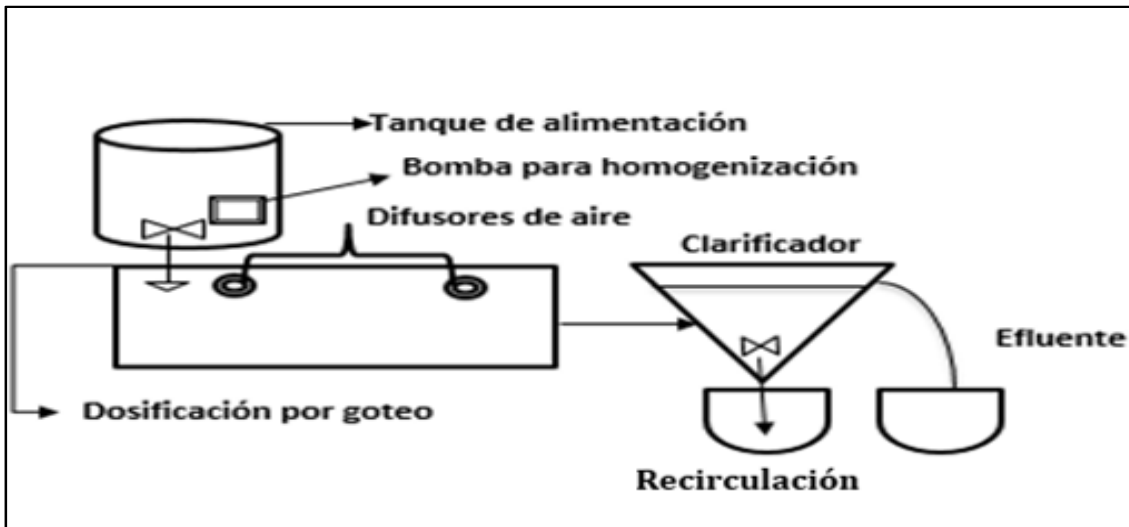 Tanque de alimentación
Bomba para homogenización
Difusores de aire
Clarificador
Efluente
Dosificación por goteo
Recirculación